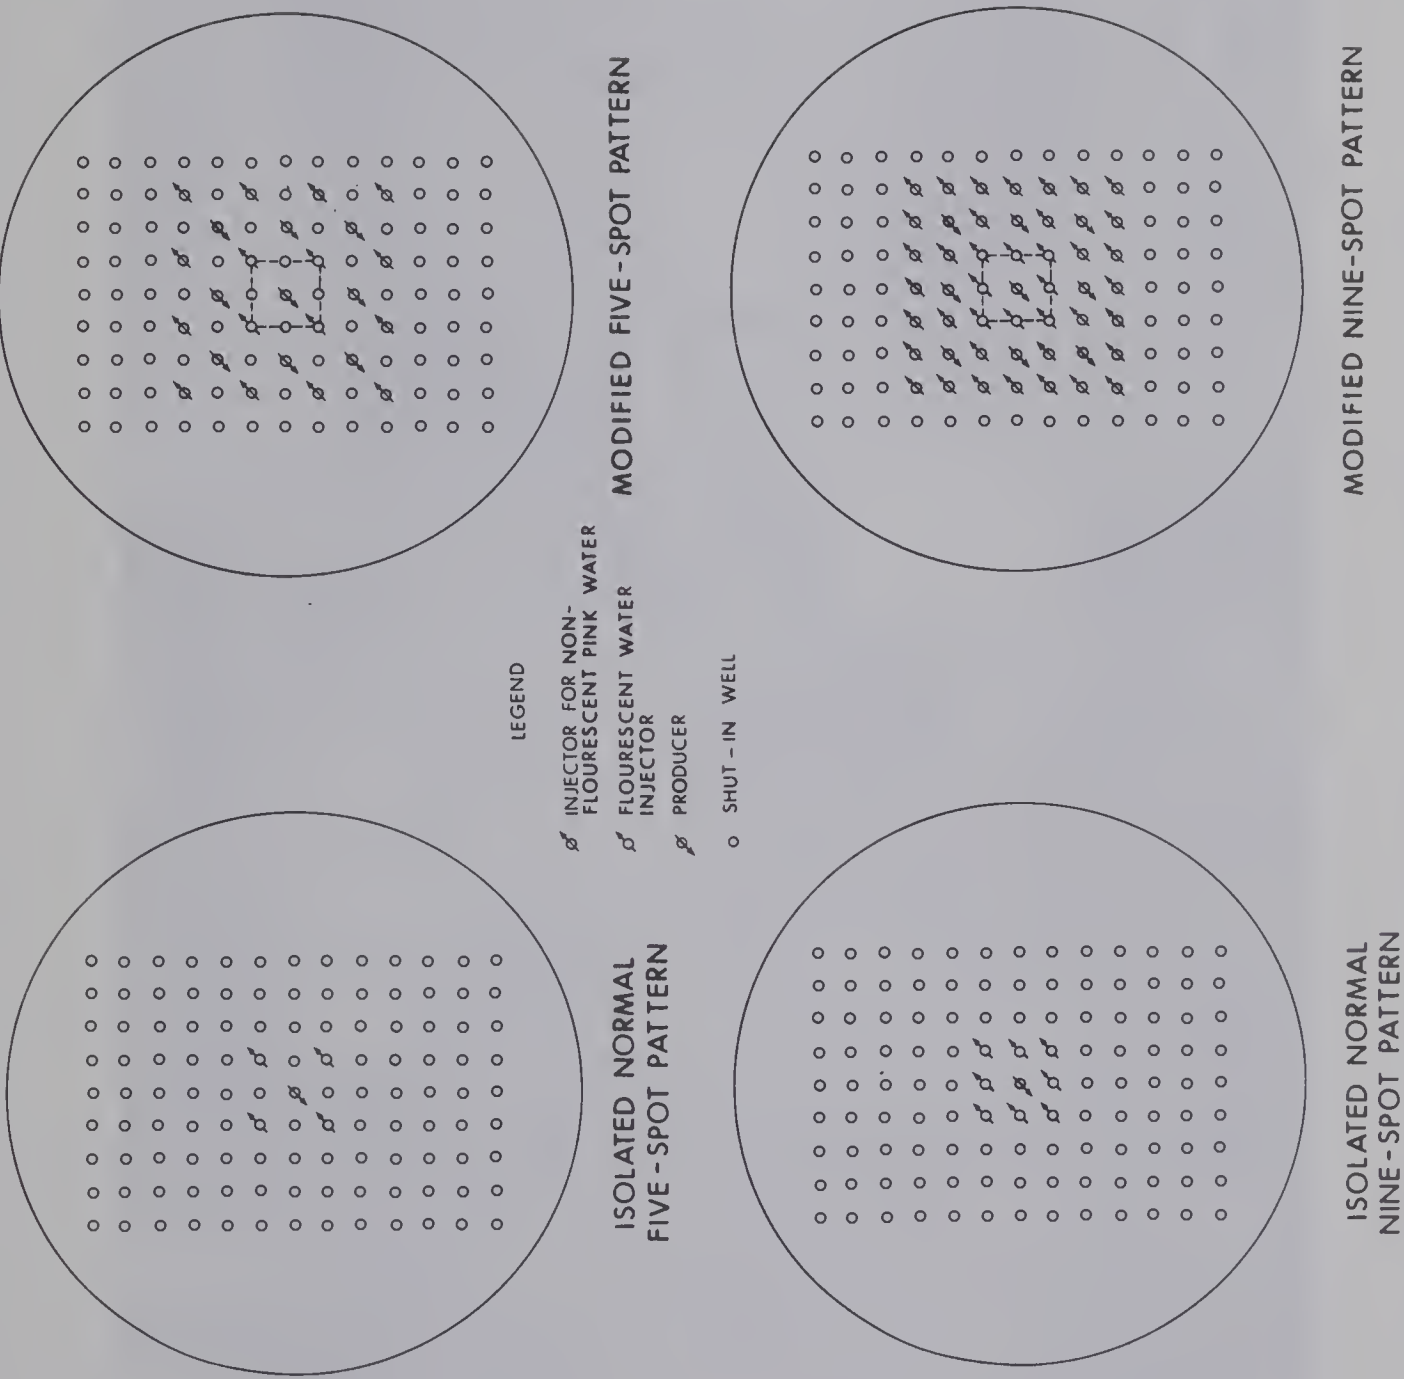 ISOLATED NORMAL
FIVE-SPOT PATTERN
MODIFIED FIVE-SPOT PATTERN
LEGEND
INJECTOR FOR NON-
FLOURESCENT PINK WATER
FLOURESCENT WATER
INJECTOR
PRODUCER
SHUT-IN WELL
ISOLATED NORMAL
NINE-SPOT PATTERN
MODIFIED NINE-SPOT PATTERN